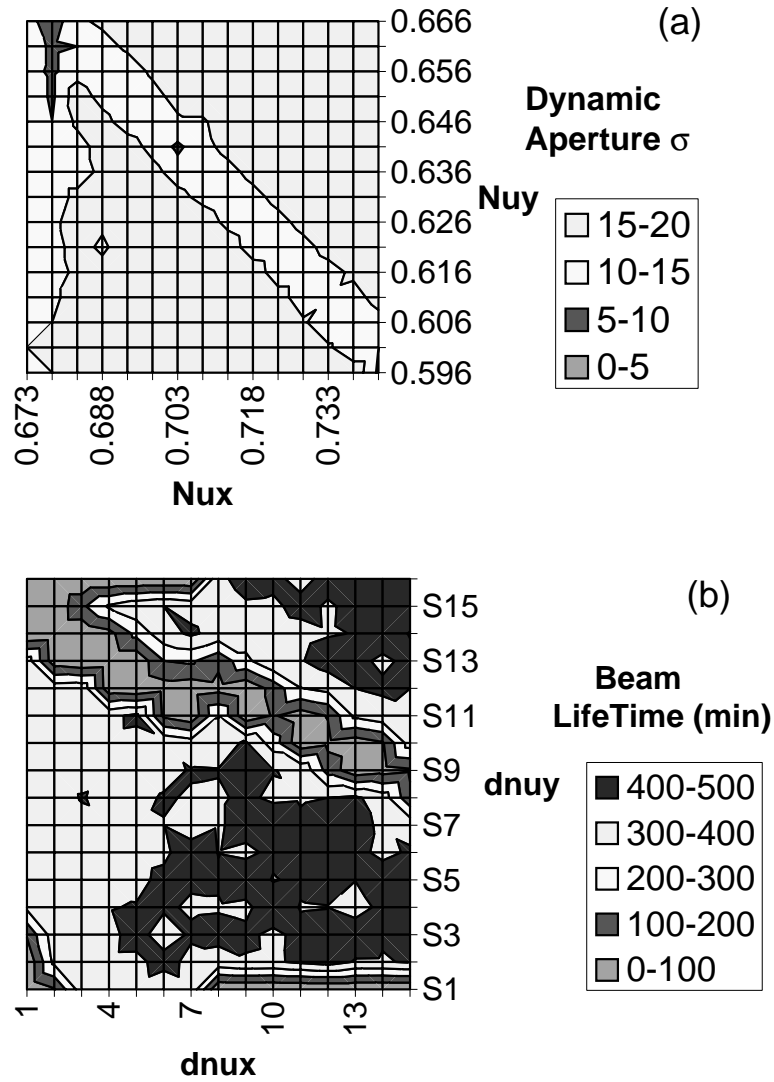 (a)
0.666
0.656
0.646
0.636
0.626
0.616
0.606
0.596
Dynamic
Aperture σ
Nuy
15-20
10-15
5-10
0-5
0.673
0.688
0.703
0.718
0.733
Nux
(b)
S15
S13
S11
S9
S7
S5
S3
S1
Beam
LifeTime (min)
dnuy
400-500
300-400
200-300
100-200
0-100
1
4
7
10
13
dnux